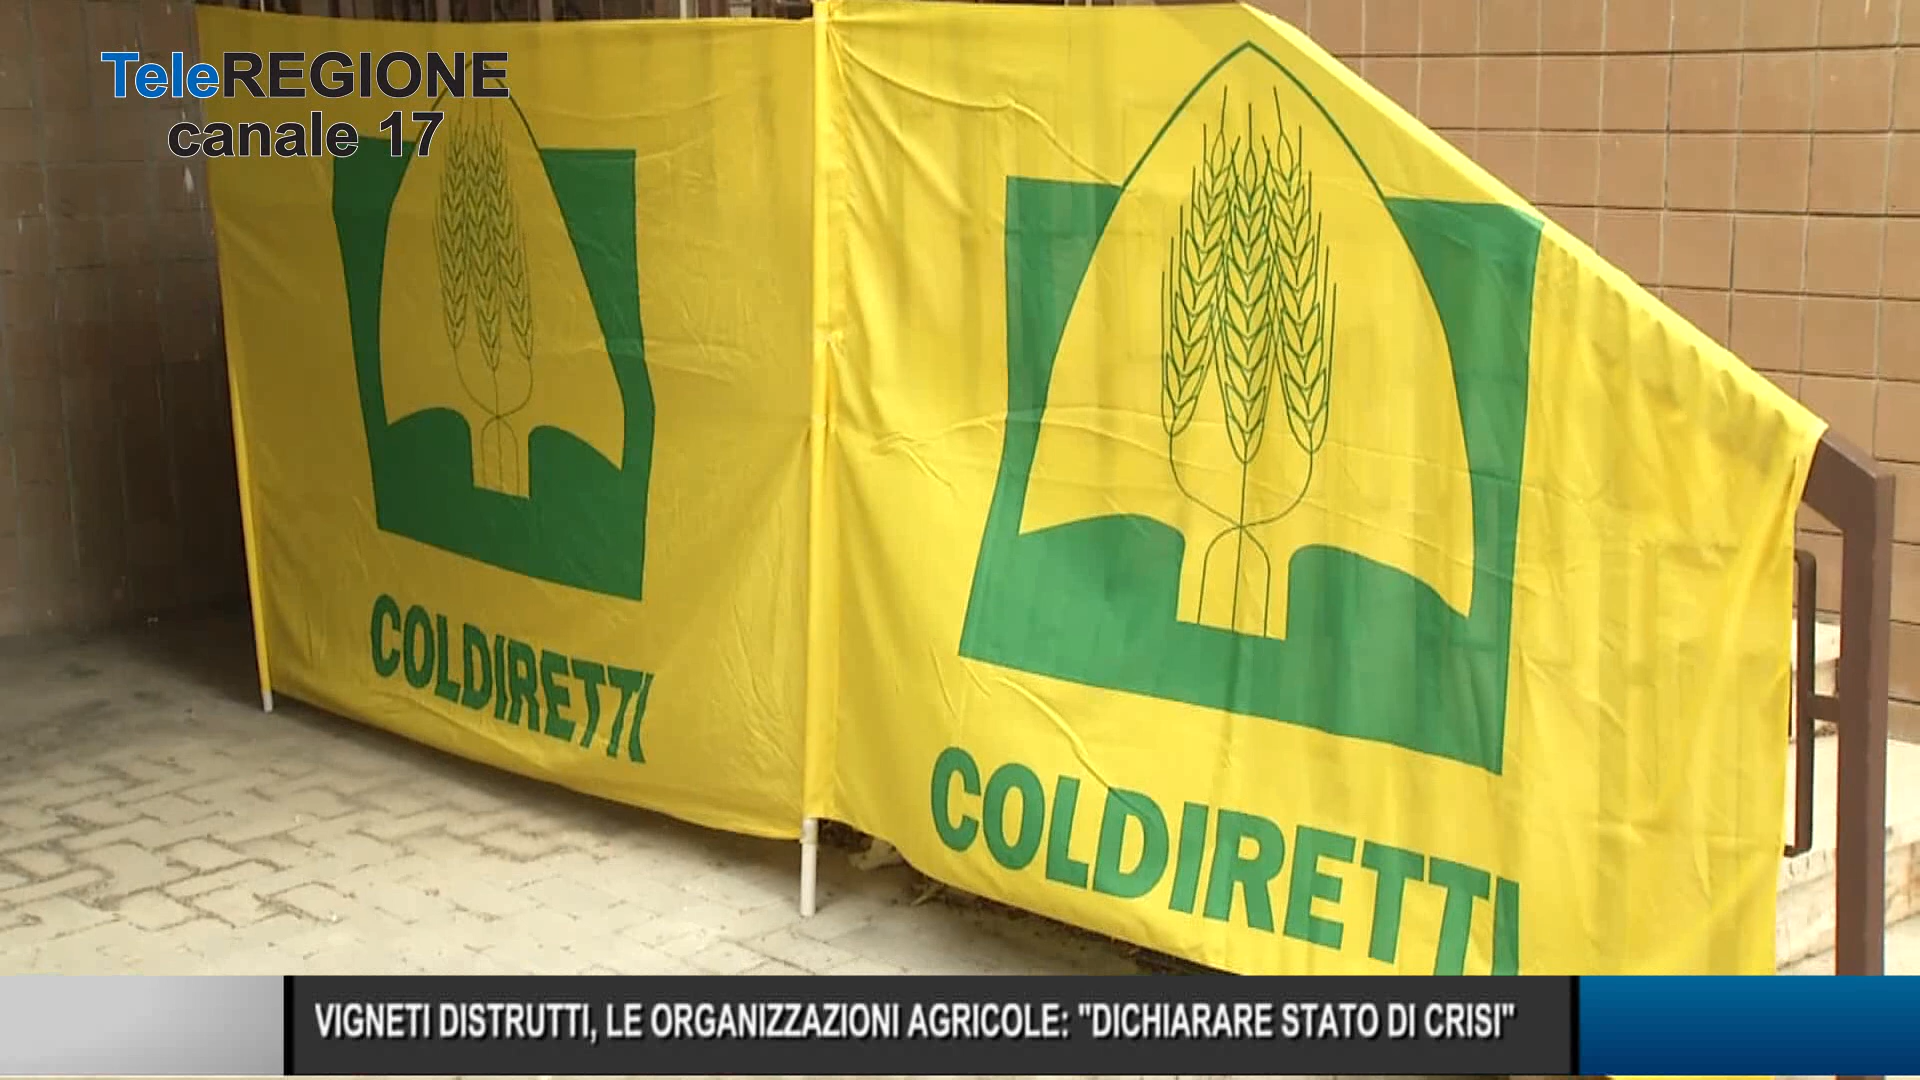 TeleREGIONE
canale 17
COLDIRETTI
COLDIRETTI
VIGNETI DISTRUTTI, LE ORGANIZZAZIONI AGRICOLE: "DICHIARARE STATO DI CRISI"